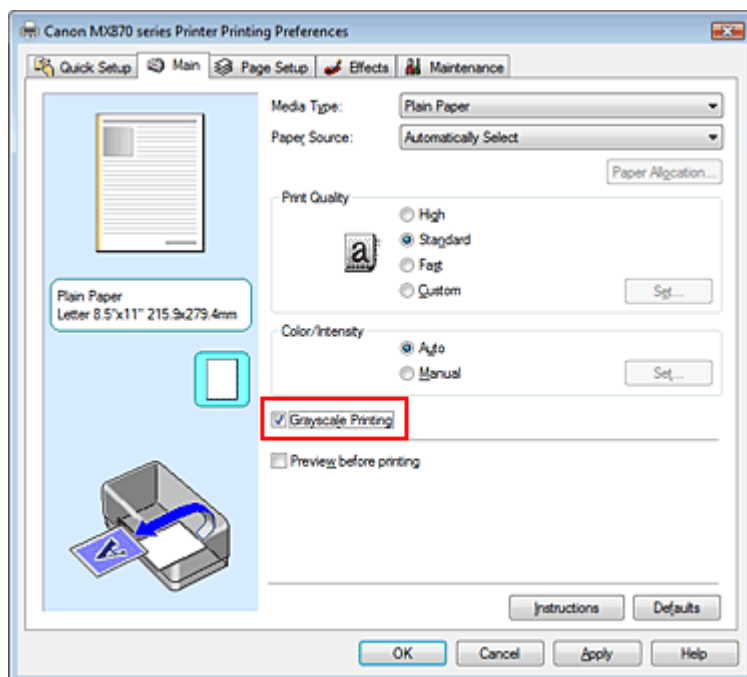 Canon MX870 series Printer Printing Preferences
Quick Setup Main Page Setup Effects Maintenance
Media Type: Plain Paper
Paper Source: Automatically Select
Paper Allocation...
Print Quality
High
a Standard
Fast
Custom Set...
Plain Paper
Letter 8.5"x11" 215.9x279.4mm
Color/Intensity
Auto
Manual Set...
Grayscale Printing
Preview before printing
A
Instructions Defaults
OK Cancel Apply Help